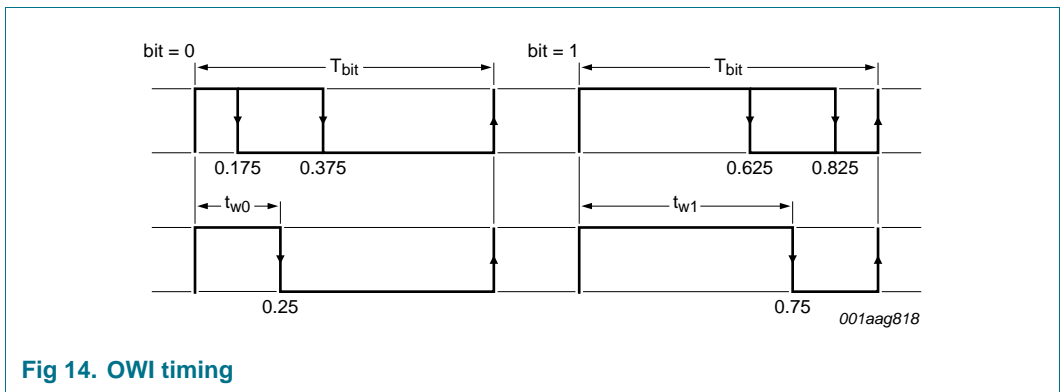 bit = 0
T_bit
bit = 1
T_bit
0.175
0.375
0.625
0.825
t_w0
t_w1
0.25
0.75
001aag818
Fig 14. OWI timing